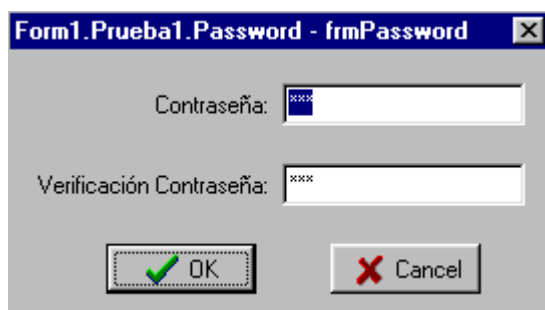 Form1.Prueba1.Password - frmPassword
Contraseña: ***
Verificación Contraseña: ***
OK Cancel